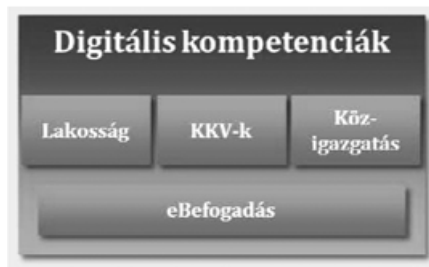 Digitális kompetenciák
Lakosság
KKV-k
Köz-
igazgatás
eBefogadás